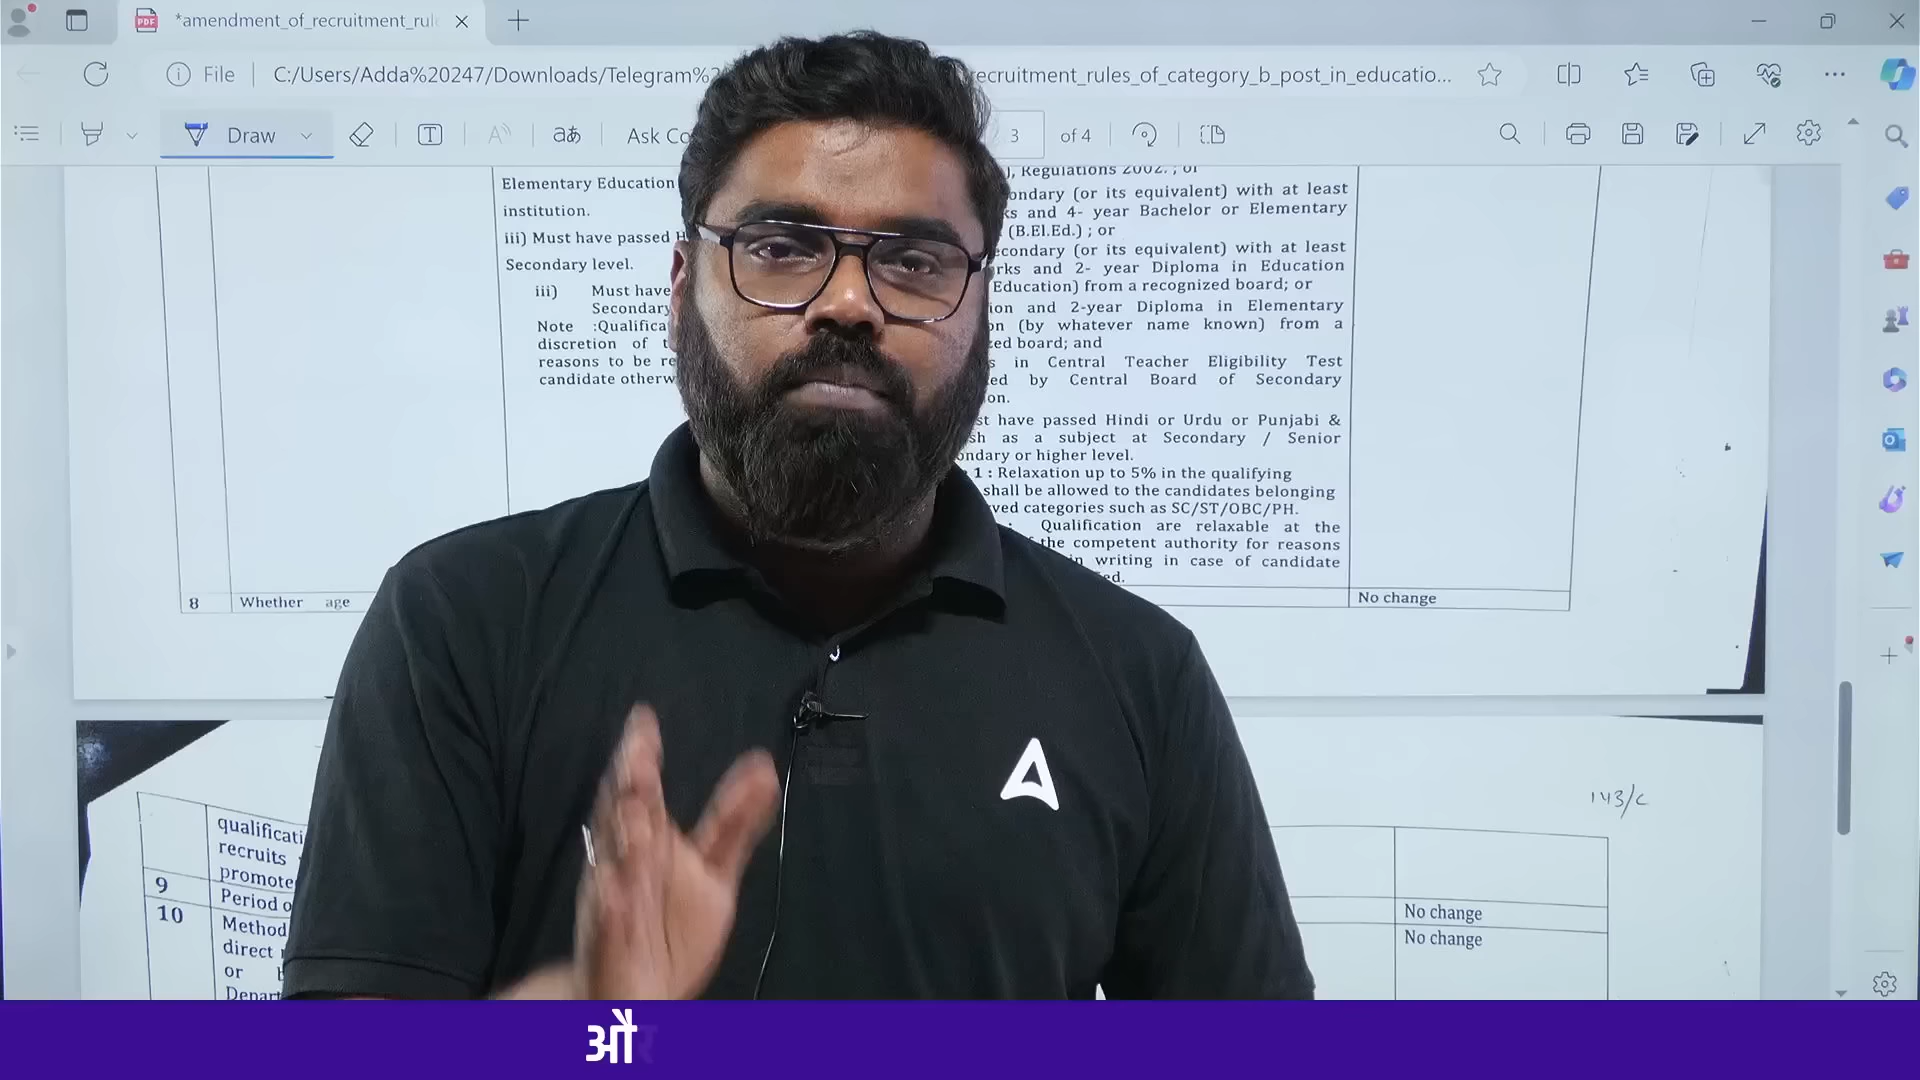 *amendment_of_recruitment_rul
File
C:/Users/Adda%20247/Downloads/Telegram%2
ecruitment_rules_of_category_b_post_in_educatio...
Draw
aあ
Ask Co
3
of 4
Elementary Education
institution.
iii) Must have passed H
Secondary level.
iii) Must have
Secondary
Note :Qualifica
discretion of t
reasons to be re
candidate otherw
), Regulations 2002. ; or
ondary (or its equivalent) with at least
ks and 4- year Bachelor or Elementary
(B.El.Ed.) ; or
econdary (or its equivalent) with at least
rks and 2- year Diploma in Education
Education) from a recognized board; or
ion and 2-year Diploma in Elementary
on (by whatever name known) from a
zed board; and
s in Central Teacher Eligibility Test
ed by Central Board of Secondary
on.
st have passed Hindi or Urdu or Punjabi &
sh as a subject at Secondary / Senior
ondary or higher level.
1 : Relaxation up to 5% in the qualifying
shall be allowed to the candidates belonging
ved categories such as SC/ST/OBC/PH.
: Qualification are relaxable at the
f the competent authority for reasons
in writing in case of candidate
ed.
8 Whether age
No change
143/C
qualificati
recruits
promote
9 Period o
No change
10 Method
No change
direct r
or b
Depart
और